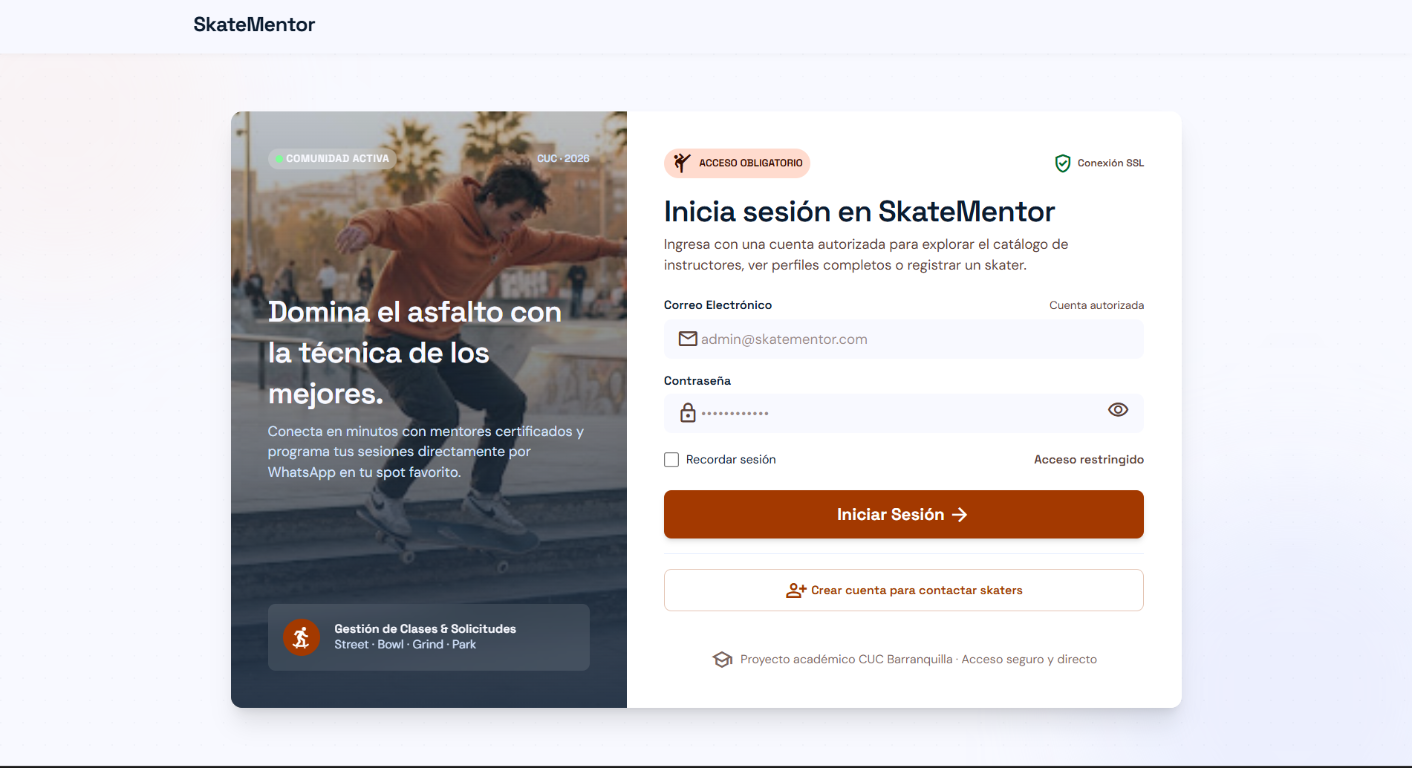 SkateMentor
COMUNIDAD ACTIVA
CUC · 2026
Domina el asfalto con
la técnica de los
mejores.
Conecta en minutos con mentores certificados y
programa tus sesiones directamente por
WhatsApp en tu spot favorito.
Gestión de Clases & Solicitudes
Street · Bowl · Grind · Park
ACCESO OBLIGATORIO
Conexión SSL
Inicia sesión en SkateMentor
Ingresa con una cuenta autorizada para explorar el catálogo de
instructores, ver perfiles completos o registrar un skater.
Correo Electrónico
Cuenta autorizada
admin@skatementor.com
Contraseña
••••••••••••
Recordar sesión
Acceso restringido
Iniciar Sesión →
Crear cuenta para contactar skaters
Proyecto académico CUC Barranquilla · Acceso seguro y directo